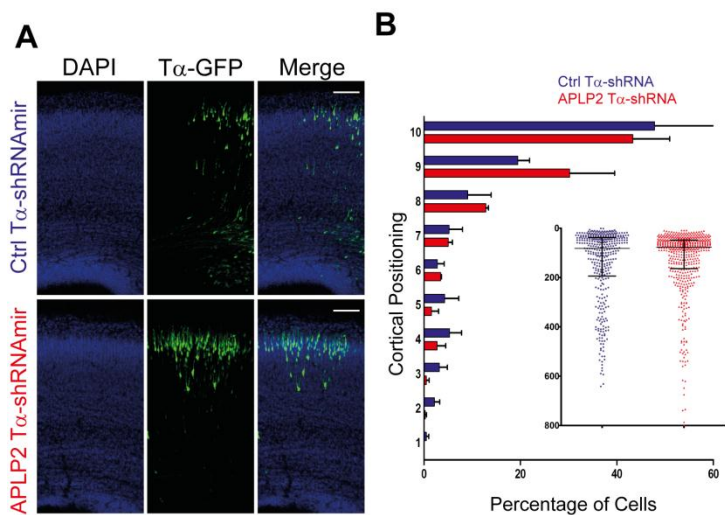 A
DAPI
Tα-GFP
Merge
Ctrl Tα-shRNAmir
APLP2 Tα-shRNAmir
B
Ctrl Tα-shRNA
APLP2 Tα-shRNA
Cortical Positioning
10
9
8
7
6
5
4
3
2
1
0
200
400
600
800
0
20
40
60
Percentage of Cells